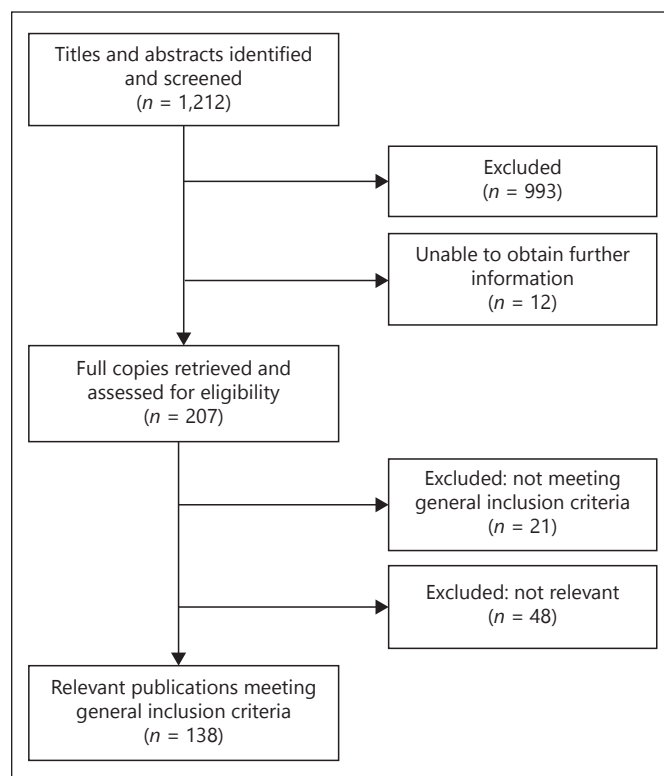 Titles and abstracts identified
and screened
(n = 1,212)
Excluded
(n = 993)
Unable to obtain further
information
(n = 12)
Full copies retrieved and
assessed for eligibility
(n = 207)
Excluded: not meeting
general inclusion criteria
(n = 21)
Excluded: not relevant
(n = 48)
Relevant publications meeting
general inclusion criteria
(n = 138)